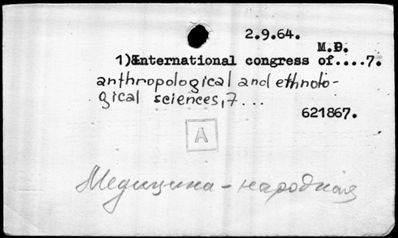 2.9.64.
M.D.
1)International congress of....7.
anthropological and ethnolo-
gical sciences,7...
621867.
A
Медицина - народная